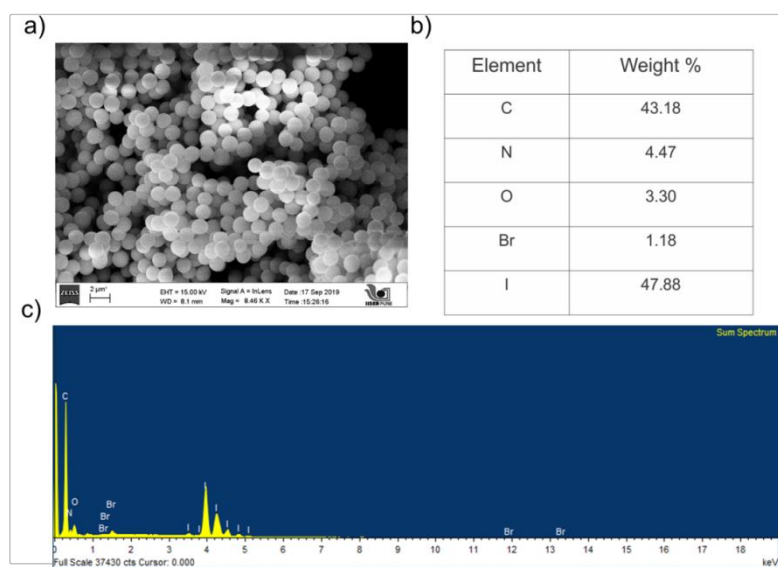 a)
2 µm
ZEISS
EHT = 15.00 kV
WD = 8.1 mm
Signal A = InLens
Mag = 8.46 K X
Date :17 Sep 2019
Time :15:26:16
IISER PUNE
b)
Element Weight %
C 43.18
N 4.47
O 3.30
Br 1.18
I 47.88
c)
Sum Spectrum
C
N
O
Br
Br
Br
I
I
I
I
I
I
I
Br
Br
0 1 2 3 4 5 6 7 8 9 10 11 12 13 14 15 16 17 18
Full Scale 37430 cts Cursor: 0.000
keV